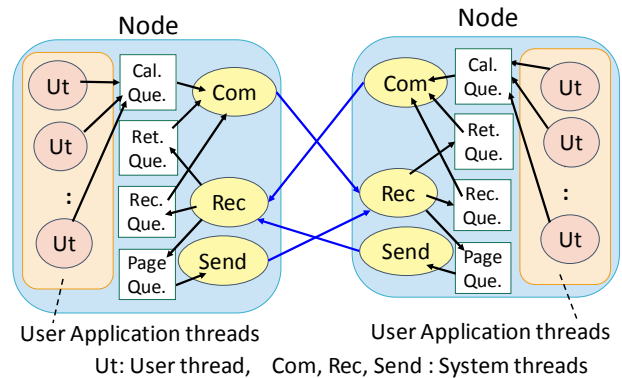 Node
Node
Ut
Ut
:
Ut
Cal.
Que.
Ret.
Que.
Rec.
Que.
Page
Que.
Com
Rec
Send
Com
Rec
Send
Cal.
Que.
Ret.
Que.
Rec.
Que.
Page
Que.
Ut
Ut
:
Ut
User Application threads
User Application threads
Ut: User thread, Com, Rec, Send : System threads